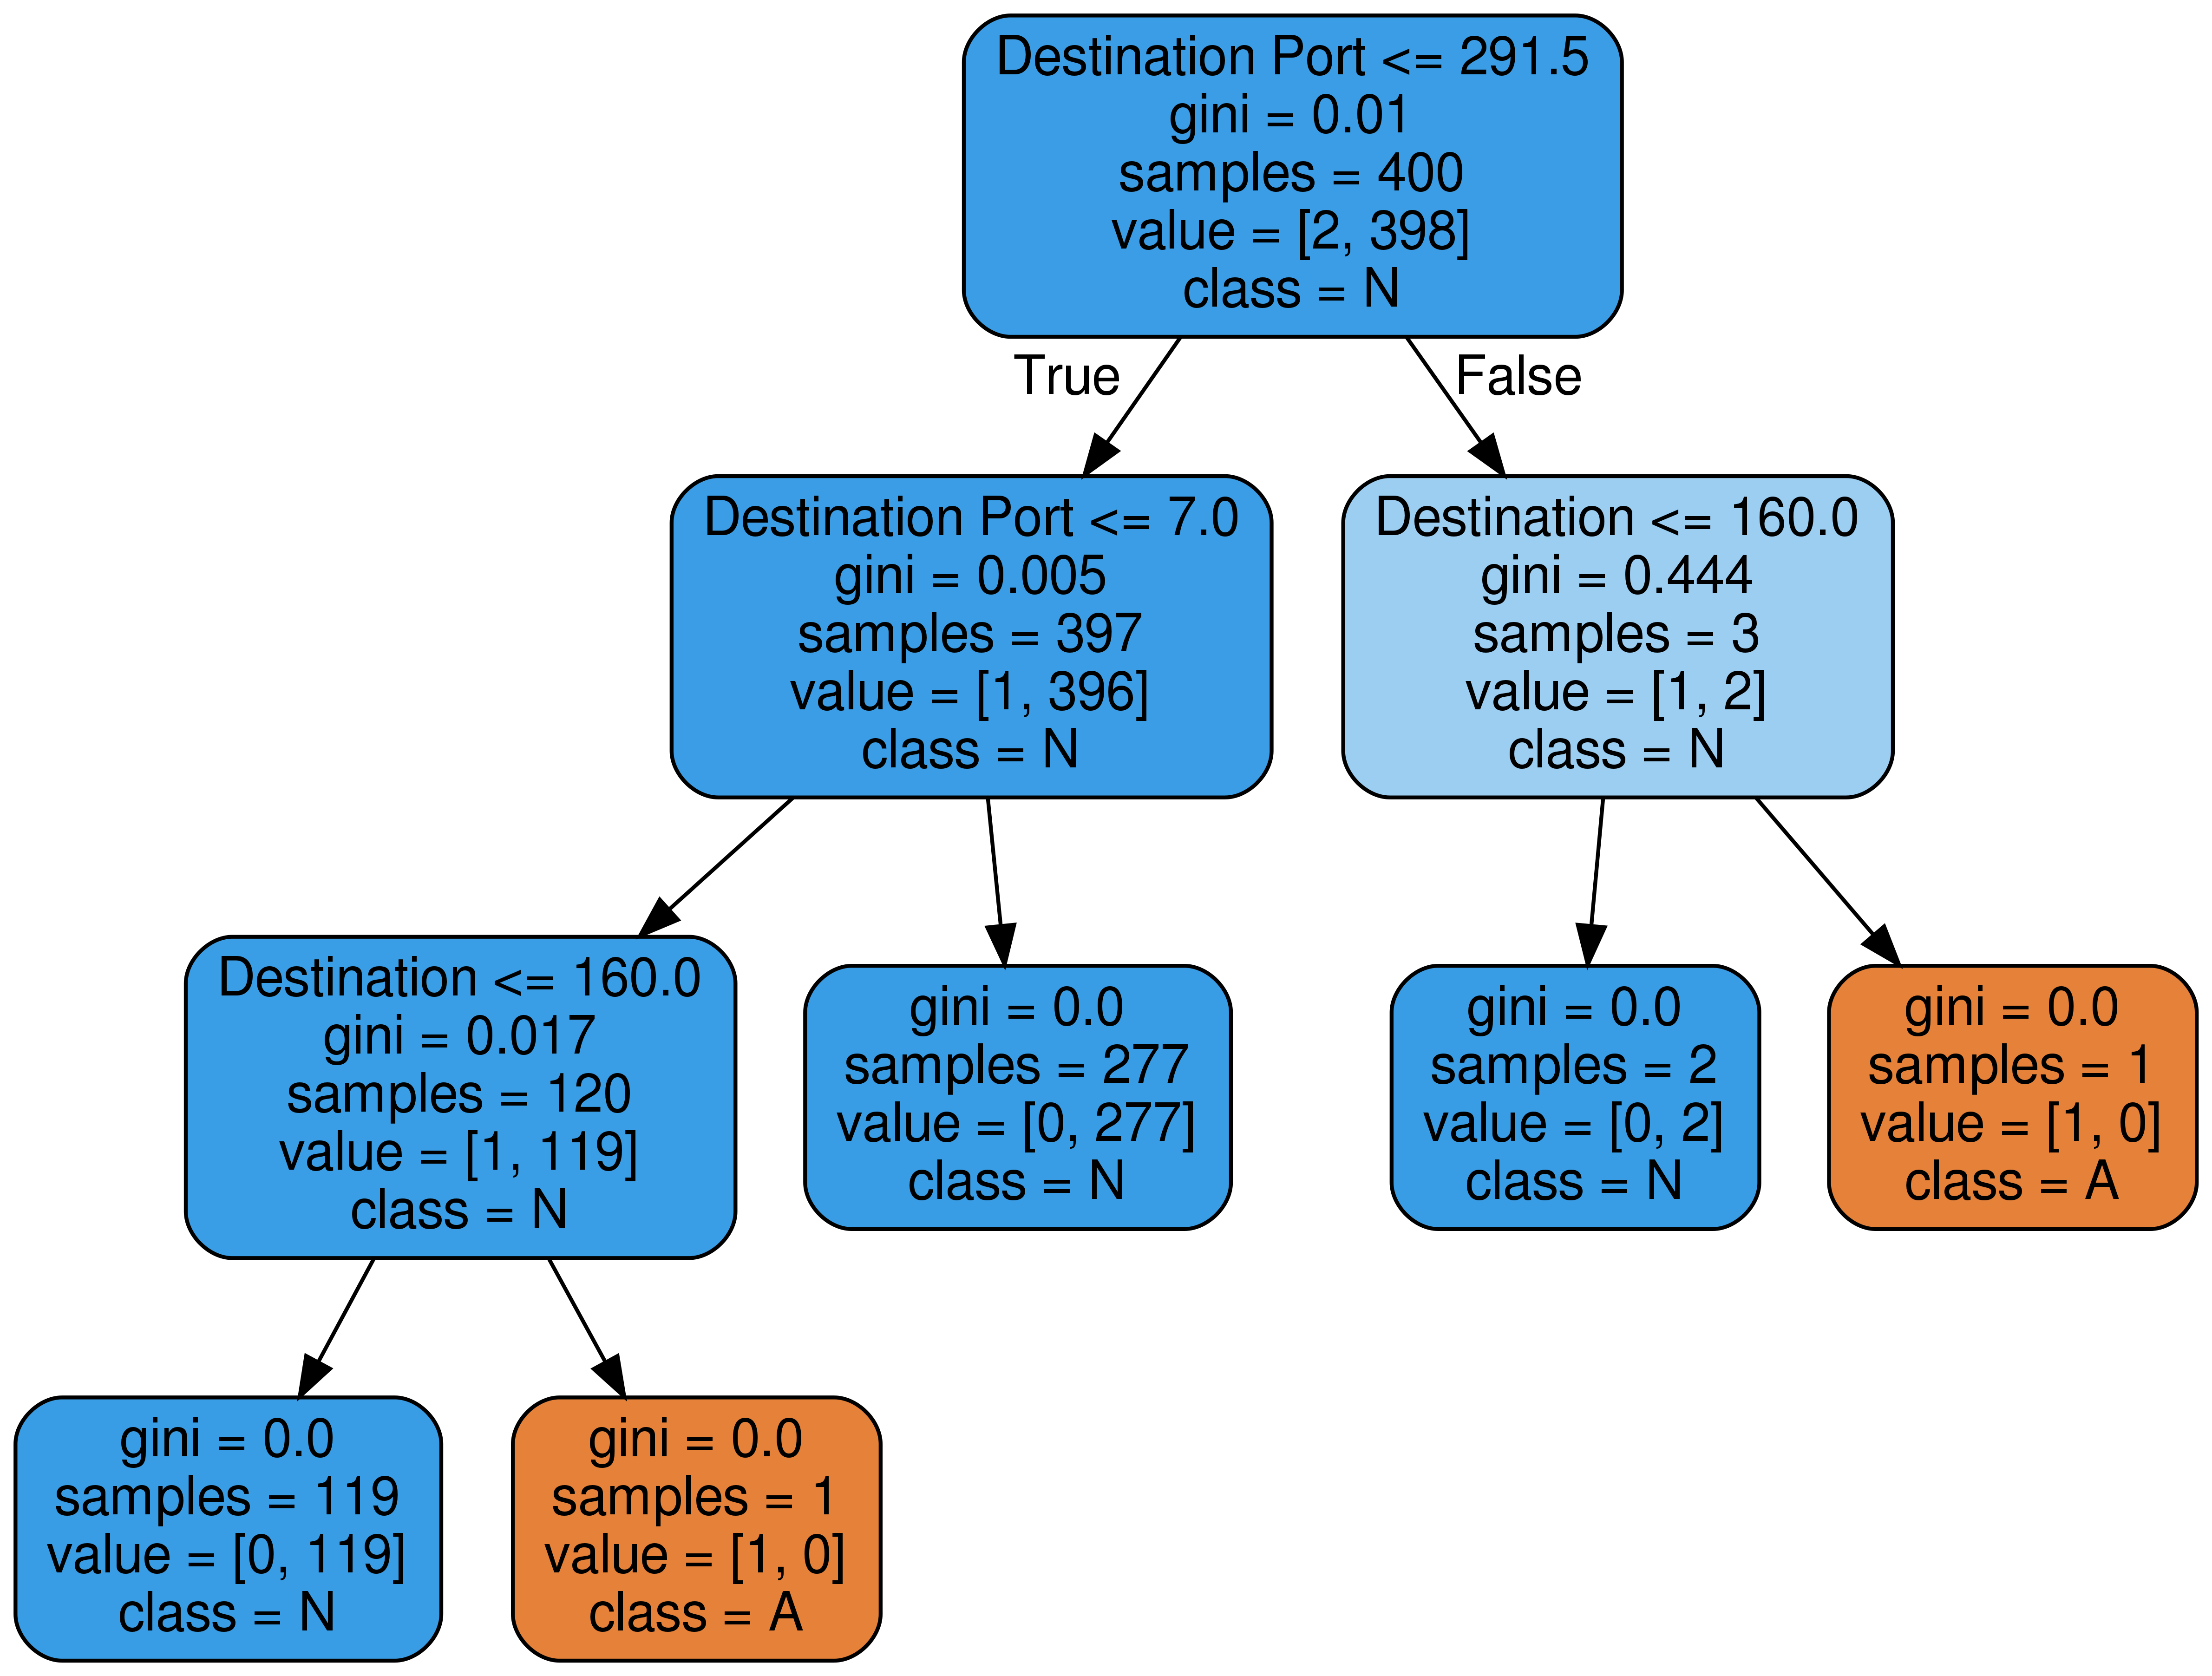 Destination Port <= 291.5
gini = 0.01
samples = 400
value = [2, 398]
class = N
True
False
Destination Port <= 7.0
gini = 0.005
samples = 397
value = [1, 396]
class = N
Destination <= 160.0
gini = 0.444
samples = 3
value = [1, 2]
class = N
Destination <= 160.0
gini = 0.017
samples = 120
value = [1, 119]
class = N
gini = 0.0
samples = 277
value = [0, 277]
class = N
gini = 0.0
samples = 2
value = [0, 2]
class = N
gini = 0.0
samples = 1
value = [1, 0]
class = A
gini = 0.0
samples = 119
value = [0, 119]
class = N
gini = 0.0
samples = 1
value = [1, 0]
class = A